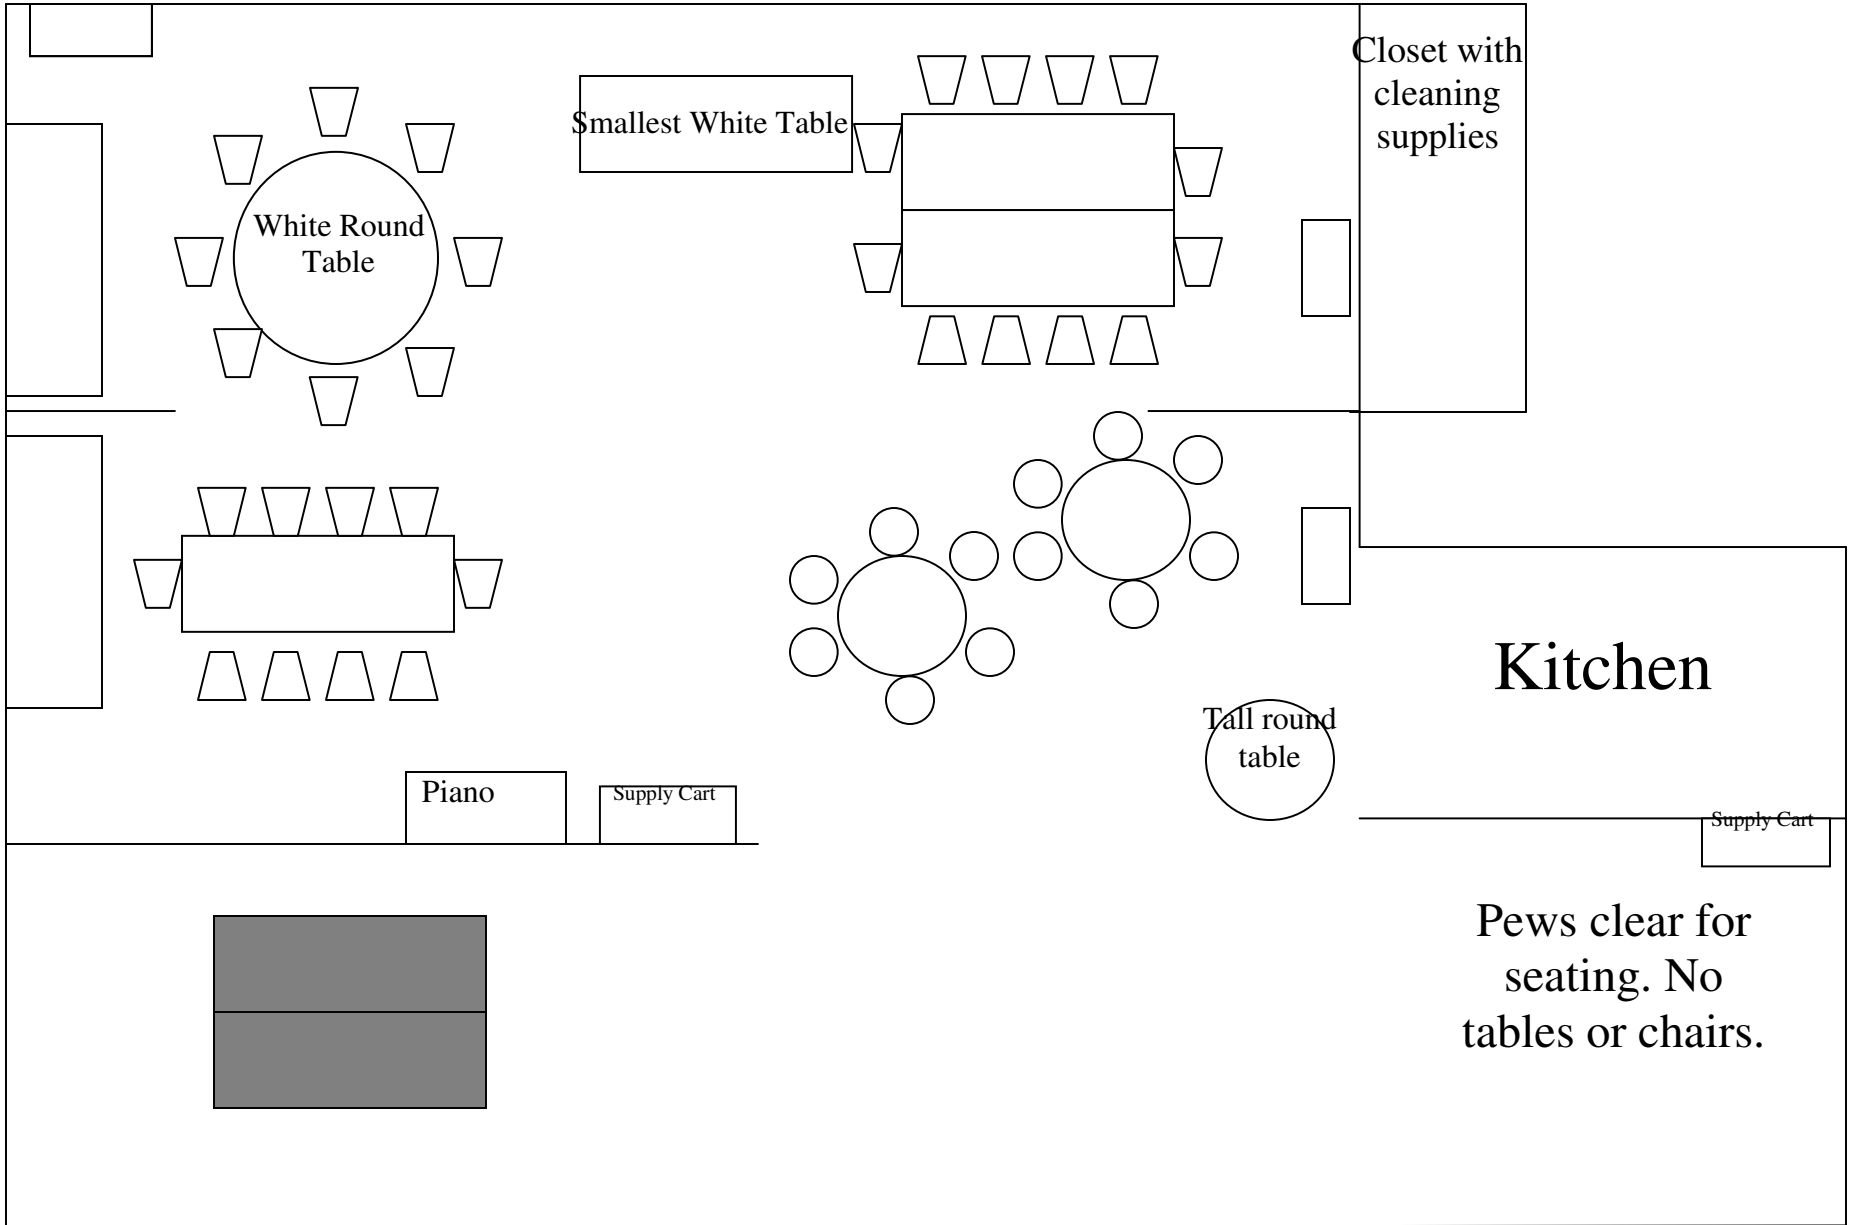 Closet with
cleaning
supplies
Smallest White Table
White Round
Table
Kitchen
Tall round
table
Piano
Supply Cart
Supply Cart
Pews clear for
seating. No
tables or chairs.